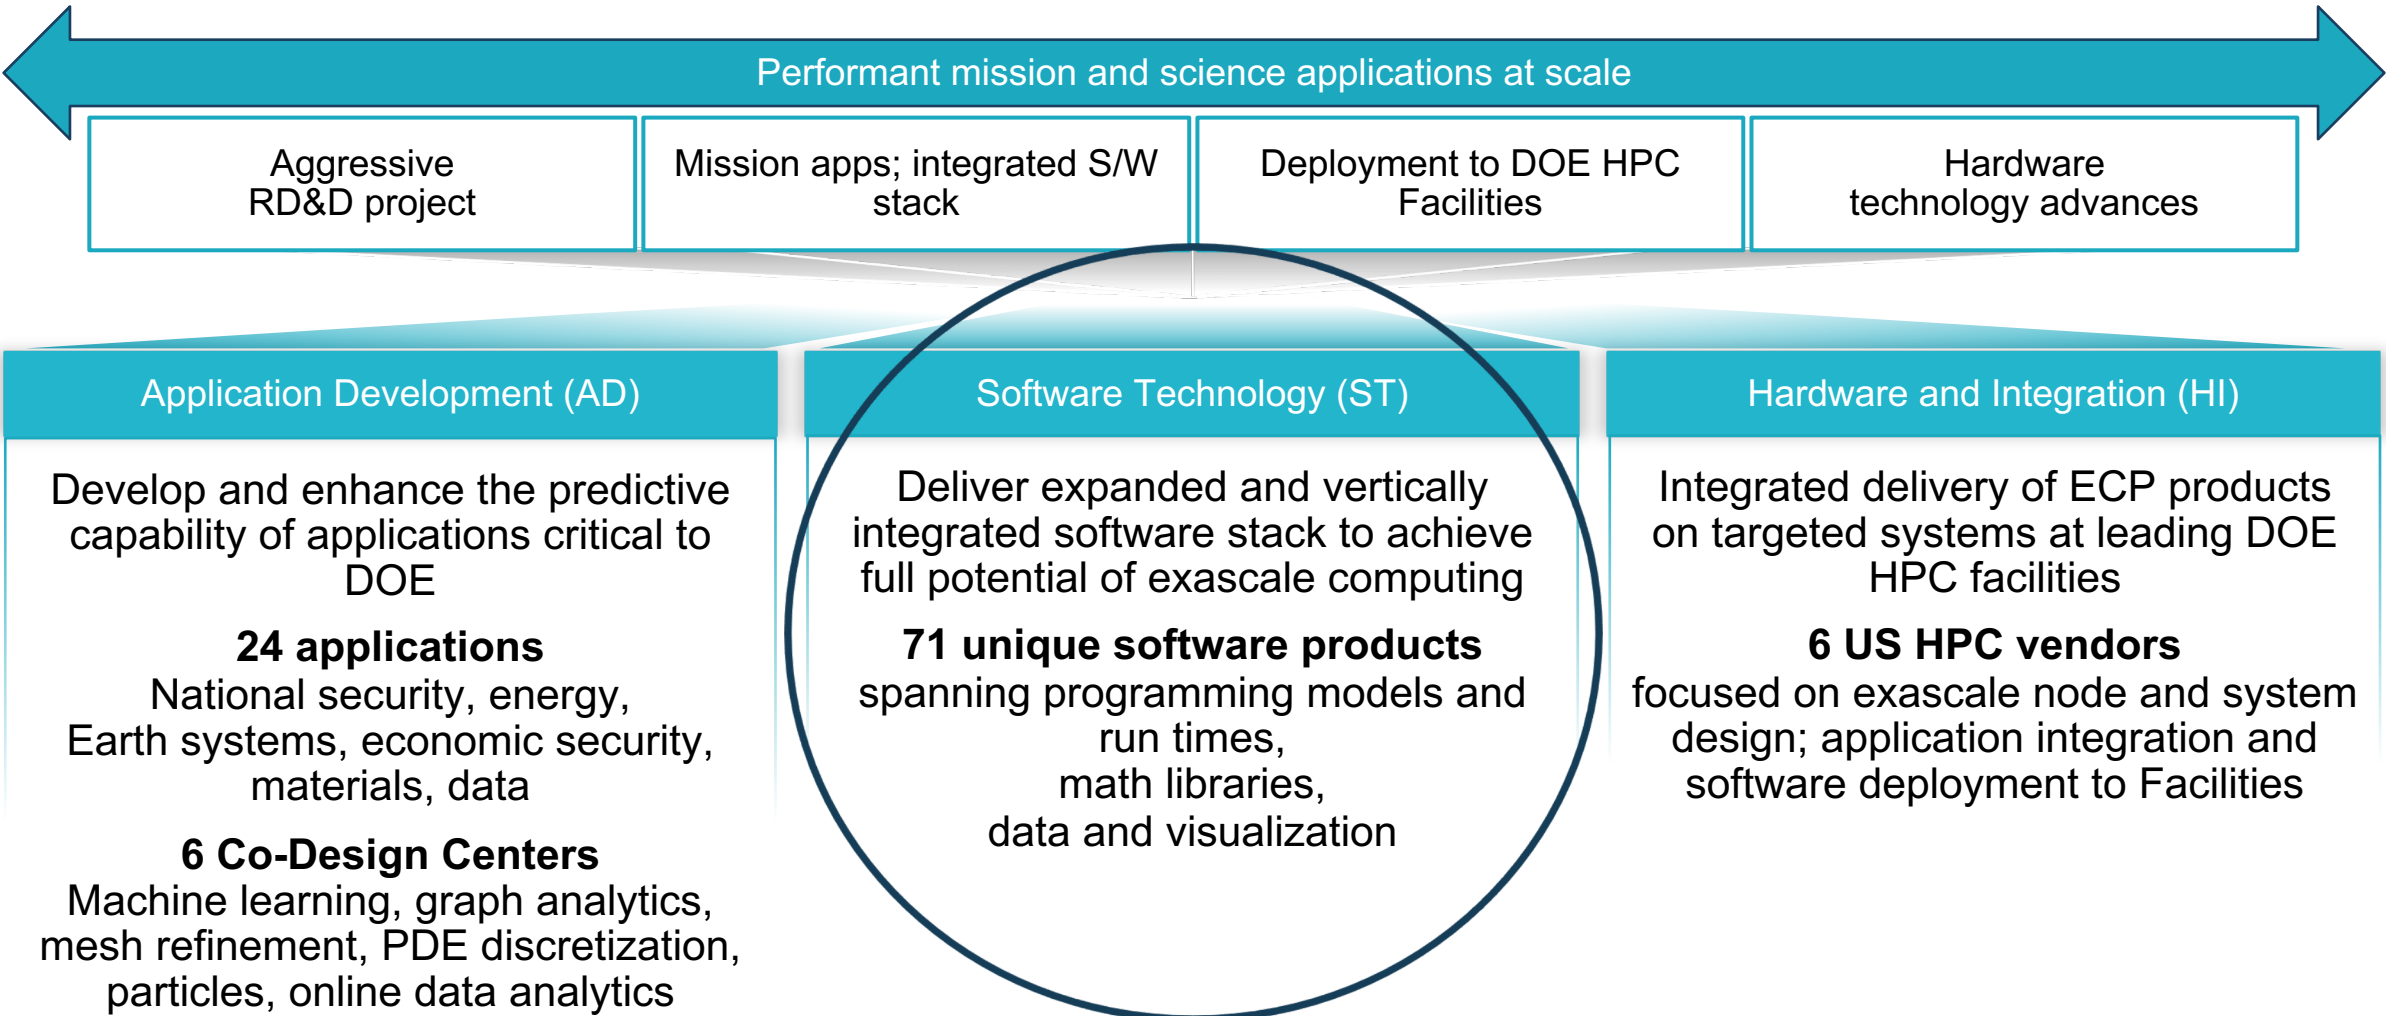 Performant mission and science applications at scale
Aggressive
RD&D project
Mission apps; integrated S/W
stack
Deployment to DOE HPC
Facilities
Hardware
technology advances
Application Development (AD)
Develop and enhance the predictive
capability of applications critical to
DOE
24 applications
National security, energy,
Earth systems, economic security,
materials, data
6 Co-Design Centers
Machine learning, graph analytics,
mesh refinement, PDE discretization,
particles, online data analytics
Software Technology (ST)
Deliver expanded and vertically
integrated software stack to achieve
full potential of exascale computing
71 unique software products
spanning programming models and
run times,
math libraries,
data and visualization
Hardware and Integration (HI)
Integrated delivery of ECP products
on targeted systems at leading DOE
HPC facilities
6 US HPC vendors
focused on exascale node and system
design; application integration and
software deployment to Facilities